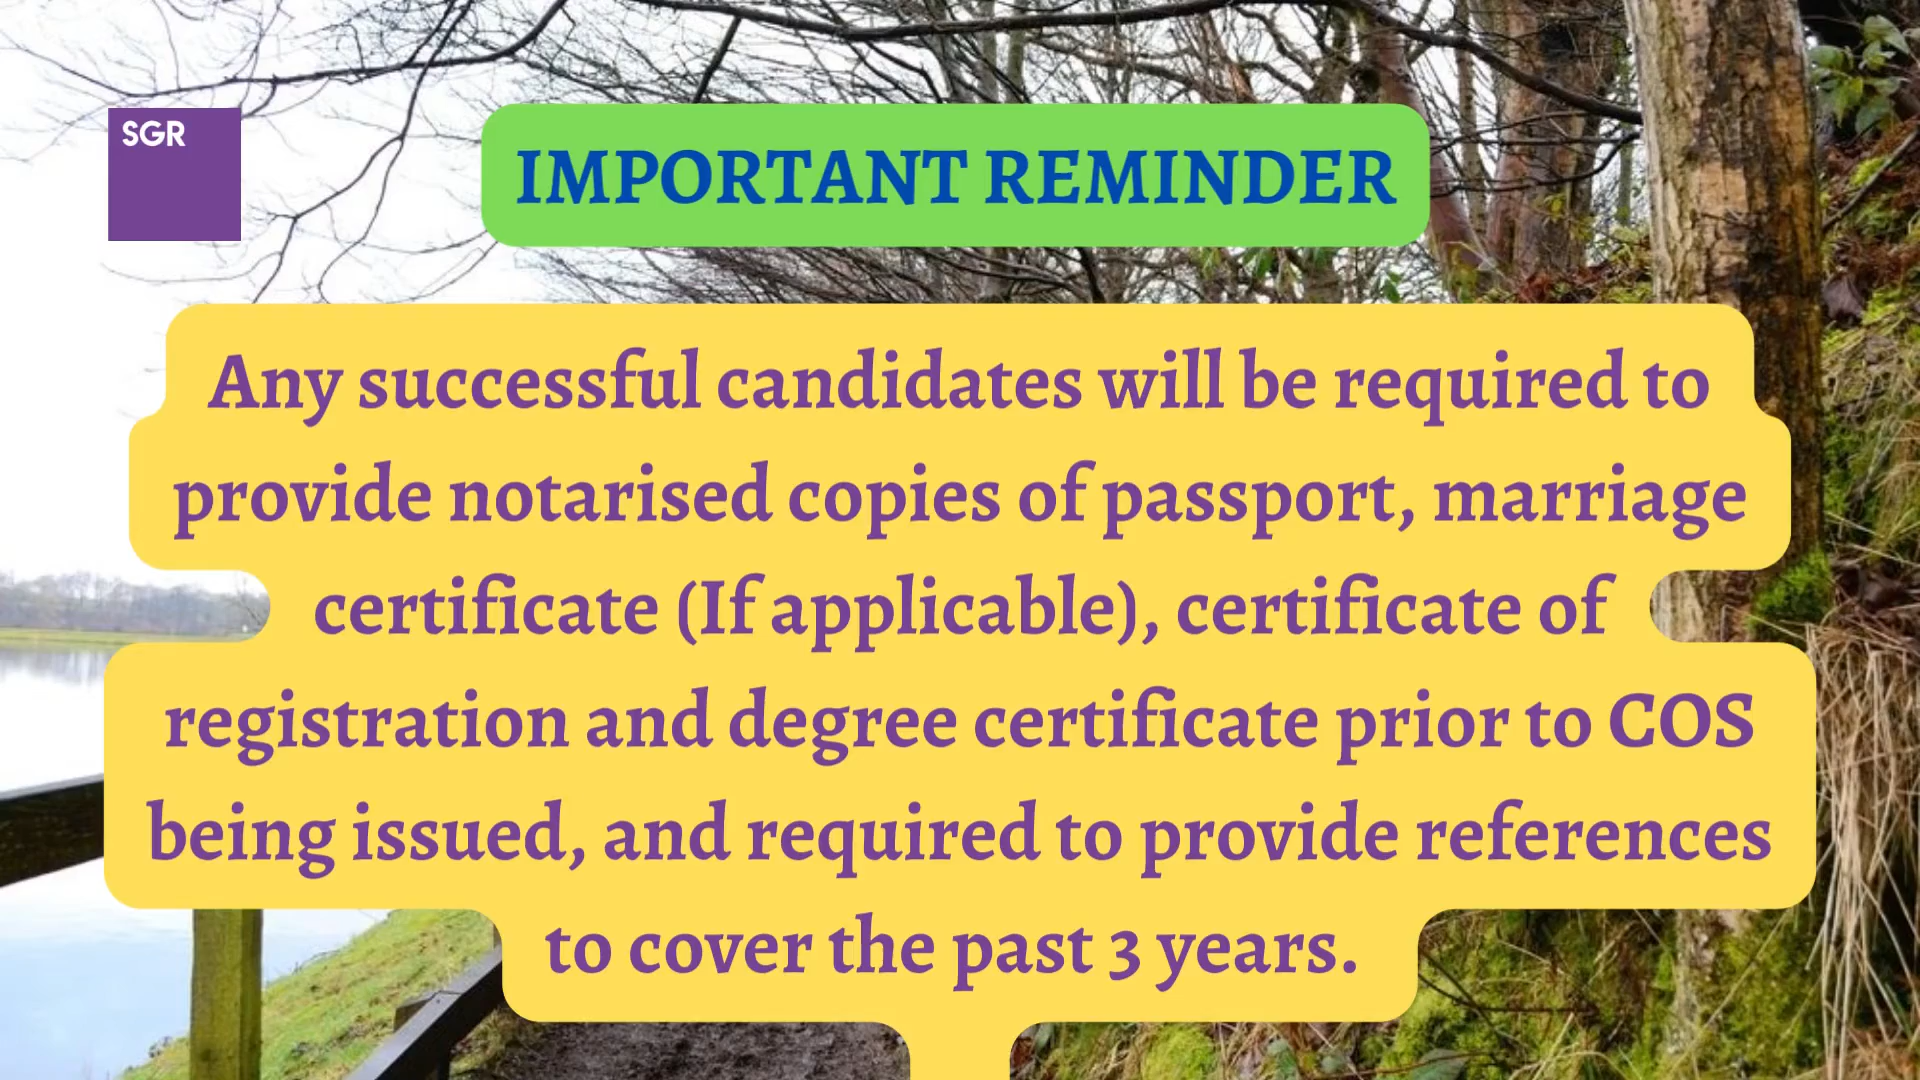 SGR
IMPORTANT REMINDER
Any successful candidates will be required to
provide notarised copies of passport, marriage
certificate (If applicable), certificate of
registration and degree certificate prior to COS
being issued, and required to provide references
to cover the past 3 years.